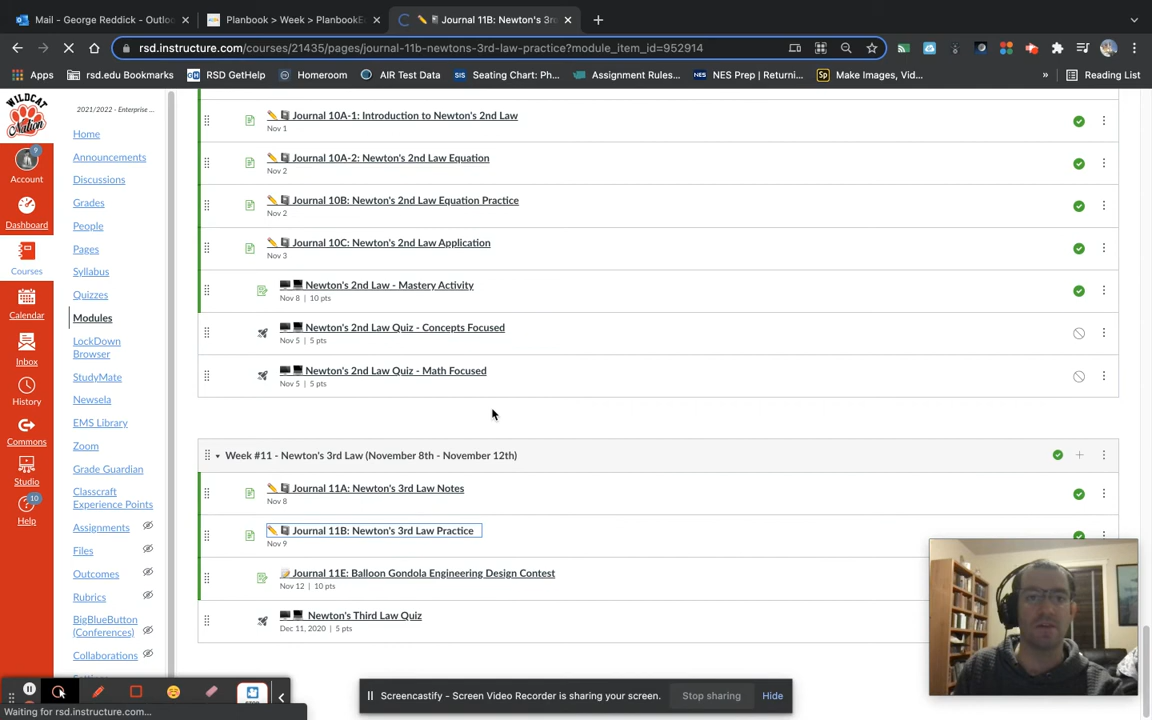 Mail - George Reddick - Outloo
Planbook > Week > PlanbookE
Journal 11B: Newton's 3rd
rsd.instructure.com/courses/21435/pages/journal-11b-newtons-3rd-law-practice?module_item_id=952914
Apps rsd.edu Bookmarks RSD GetHelp Homeroom AIR Test Data SIS Seating Chart: Ph... Assignment Rules... NES NES Prep | Returni... Sp Make Images, Vid... » Reading List
WILDCAT
NATION
9
Account
Dashboard
Courses
Calendar
Inbox
History
Commons
Studio
10
Help
2021/2022 - Enterprise ...
Home
Announcements
Discussions
Grades
People
Pages
Syllabus
Quizzes
Modules
LockDown
Browser
StudyMate
Newsela
EMS Library
Zoom
Grade Guardian
Classcraft
Experience Points
Assignments
Files
Outcomes
Rubrics
BigBlueButton
(Conferences)
Collaborations
Journal 10A-1: Introduction to Newton's 2nd Law
Nov 1
Journal 10A-2: Newton's 2nd Law Equation
Nov 2
Journal 10B: Newton's 2nd Law Equation Practice
Nov 2
Journal 10C: Newton's 2nd Law Application
Nov 3
Newton's 2nd Law - Mastery Activity
Nov 8 | 10 pts
Newton's 2nd Law Quiz - Concepts Focused
Nov 5 | 5 pts
Newton's 2nd Law Quiz - Math Focused
Nov 5 | 5 pts
Week #11 - Newton's 3rd Law (November 8th - November 12th)
Journal 11A: Newton's 3rd Law Notes
Nov 8
Journal 11B: Newton's 3rd Law Practice
Nov 9
Journal 11E: Balloon Gondola Engineering Design Contest
Nov 12 | 10 pts
Newton's Third Law Quiz
Dec 11, 2020 | 5 pts
Screencastify - Screen Video Recorder is sharing your screen. Stop sharing Hide
Waiting for rsd.instructure.com...